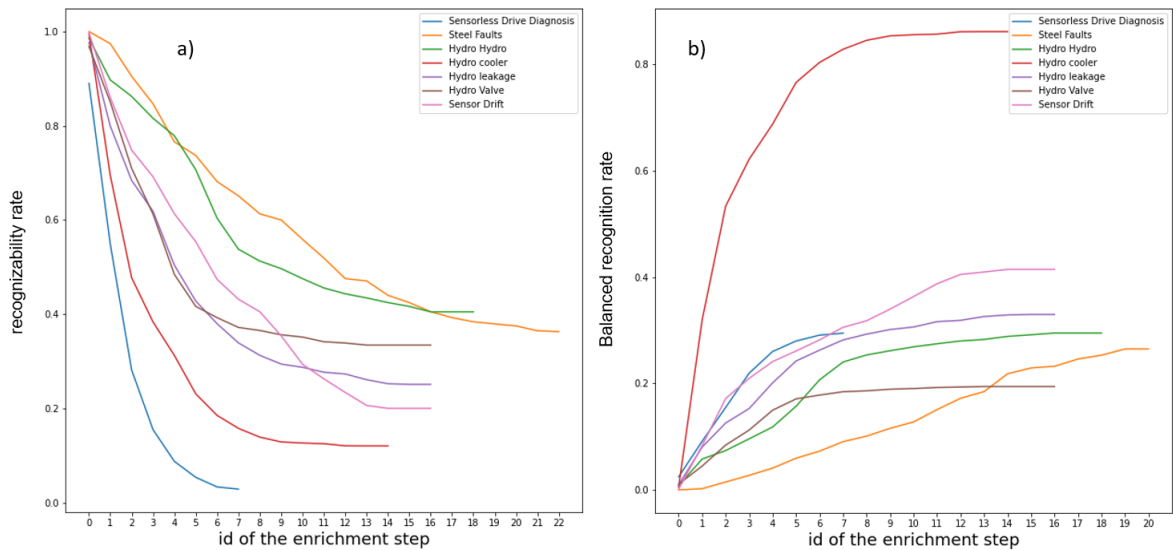 a)
Sensorless Drive Diagnosis
Steel Faults
Hydro Hydro
Hydro cooler
Hydro leakage
Hydro Valve
Sensor Drift
recognizability rate
1.0
0.8
0.6
0.4
0.2
0.0
0 1 2 3 4 5 6 7 8 9 10 11 12 13 14 15 16 17 18 19 20 21 22
id of the enrichment step
b)
Sensorless Drive Diagnosis
Steel Faults
Hydro Hydro
Hydro cooler
Hydro leakage
Hydro Valve
Sensor Drift
Balanced recognition rate
0.8
0.6
0.4
0.2
0.0
0 1 2 3 4 5 6 7 8 9 10 11 12 13 14 15 16 17 18 19 20
id of the enrichment step